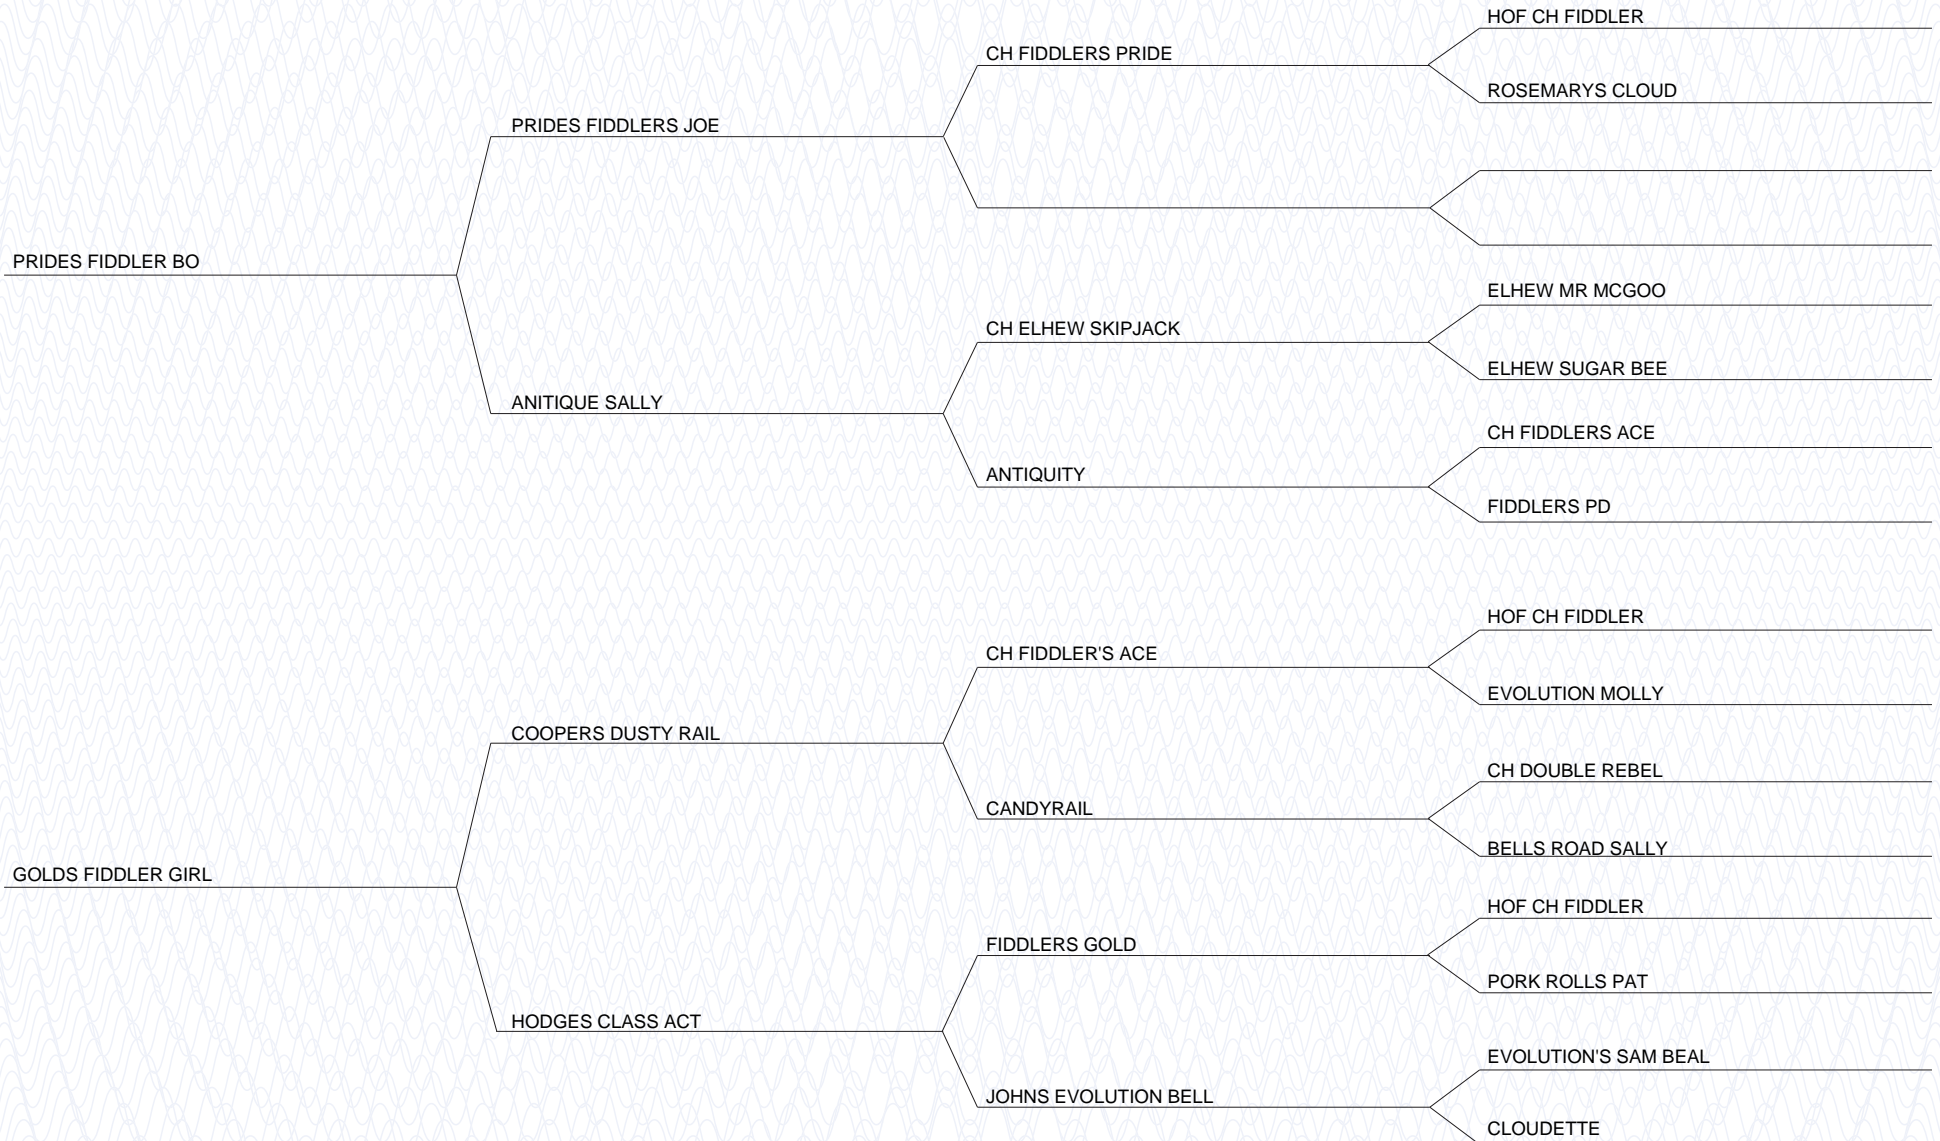 HOF CH FIDDLER
CH FIDDLERS PRIDE
ROSEMARYS CLOUD
PRIDES FIDDLERS JOE
PRIDES FIDDLER BO
ELHEW MR MCGOO
CH ELHEW SKIPJACK
ELHEW SUGAR BEE
ANITIQUE SALLY
CH FIDDLERS ACE
ANTIQUITY
FIDDLERS PD
HOF CH FIDDLER
CH FIDDLER'S ACE
EVOLUTION MOLLY
COOPERS DUSTY RAIL
CH DOUBLE REBEL
CANDYRAIL
BELLS ROAD SALLY
GOLDS FIDDLER GIRL
HOF CH FIDDLER
FIDDLERS GOLD
PORK ROLLS PAT
HODGES CLASS ACT
EVOLUTION'S SAM BEAL
JOHNS EVOLUTION BELL
CLOUDETTE